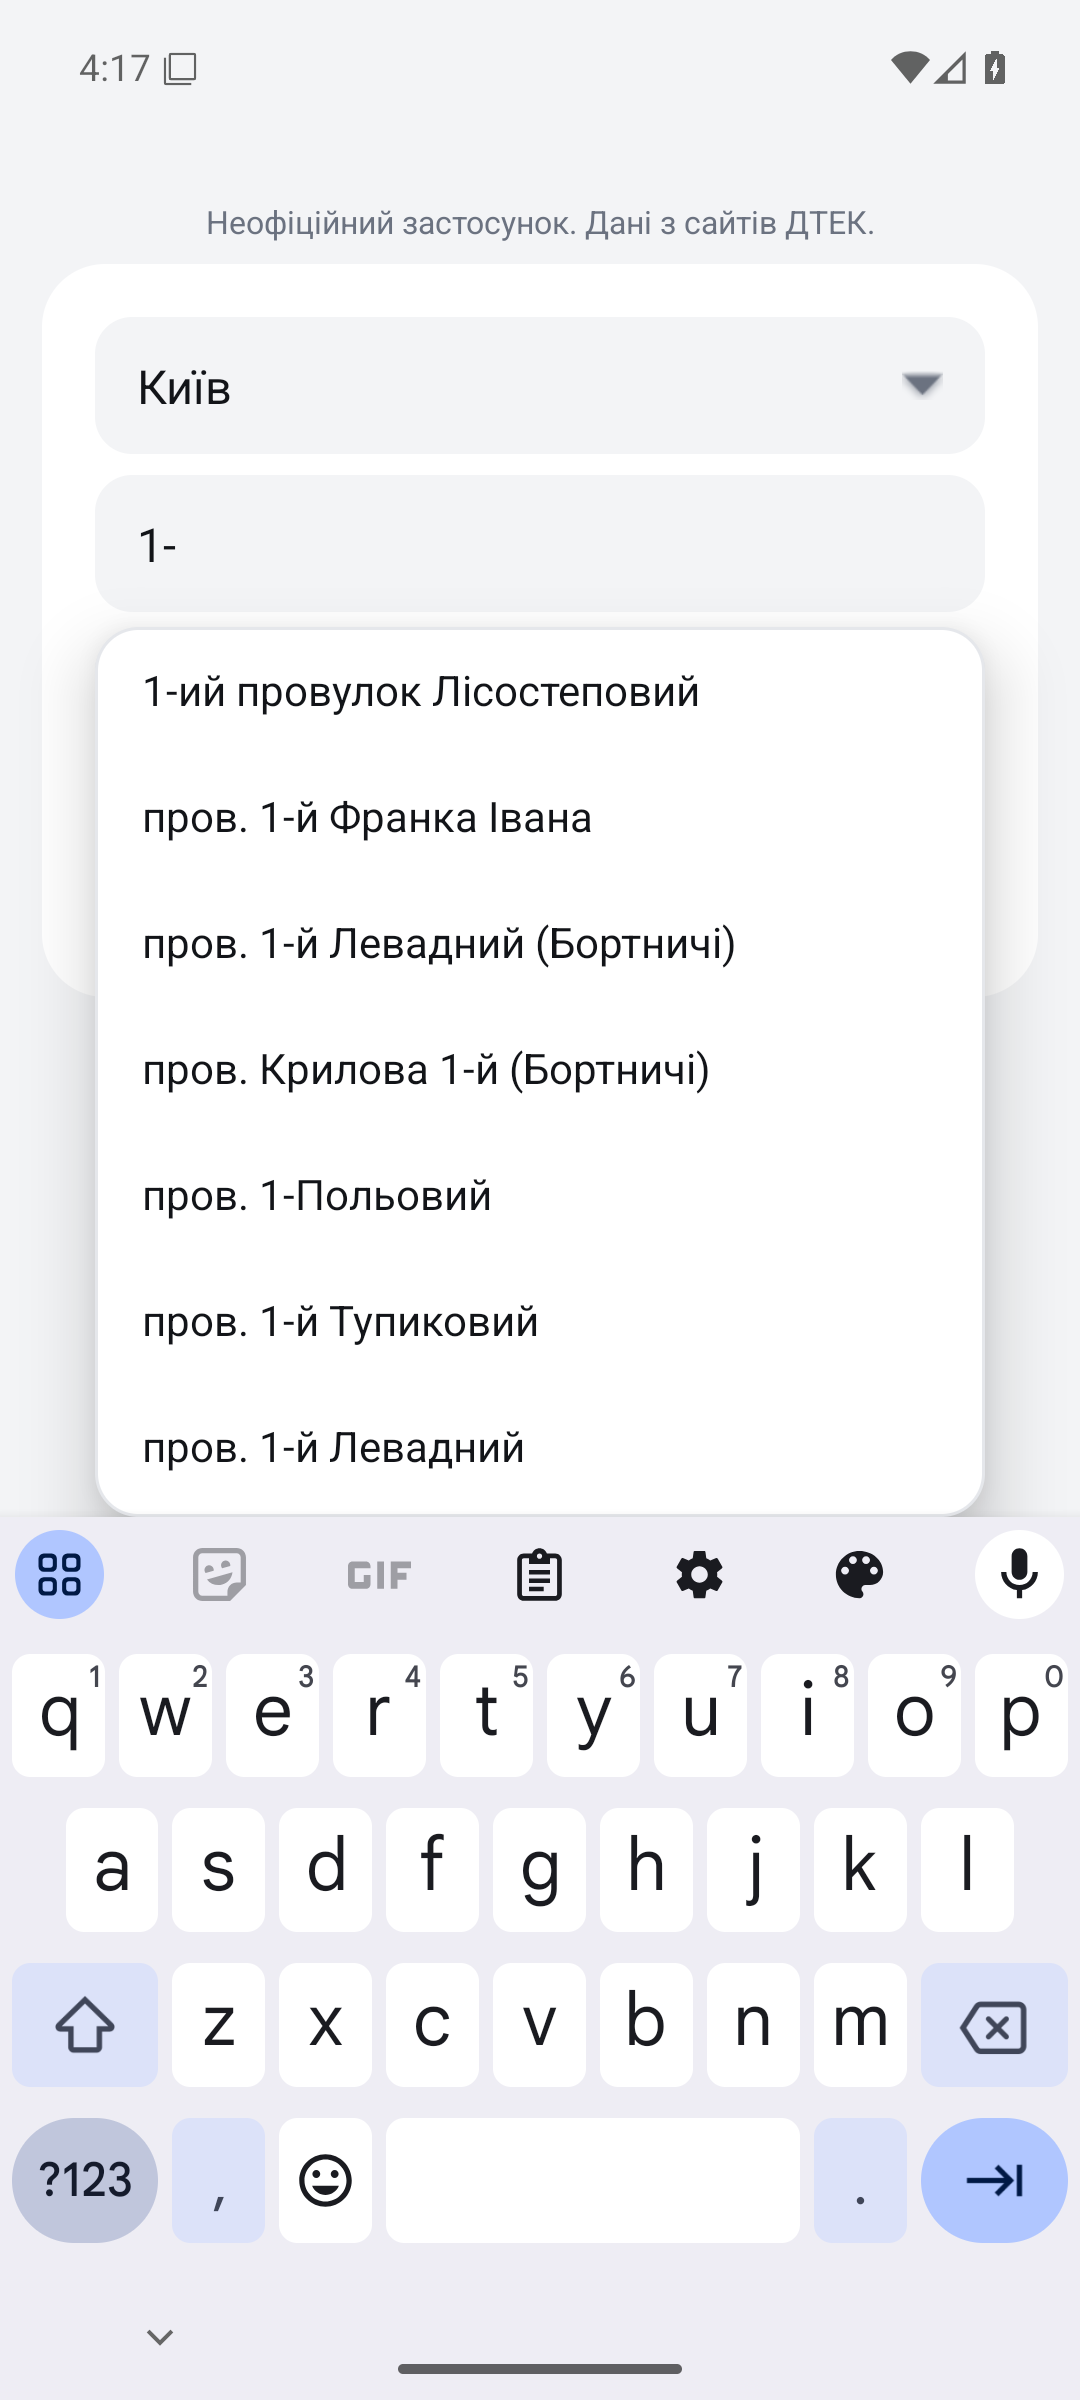 4:17
Неофіційний застосунок. Дані з сайтів ДТЕК.
Київ
1-
1-ий провулок Лісостеповий
пров. 1-й Франка Івана
пров. 1-й Левадний (Бортничі)
пров. Крилова 1-й (Бортничі)
пров. 1-Польовий
пров. 1-й Тупиковий
пров. 1-й Левадний
GIF
q 1 w 2 e 3 r 4 t 5 y 6 u 7 i 8 o 9 p 0
a s d f g h j k l
z x c v b n m
?123 , .